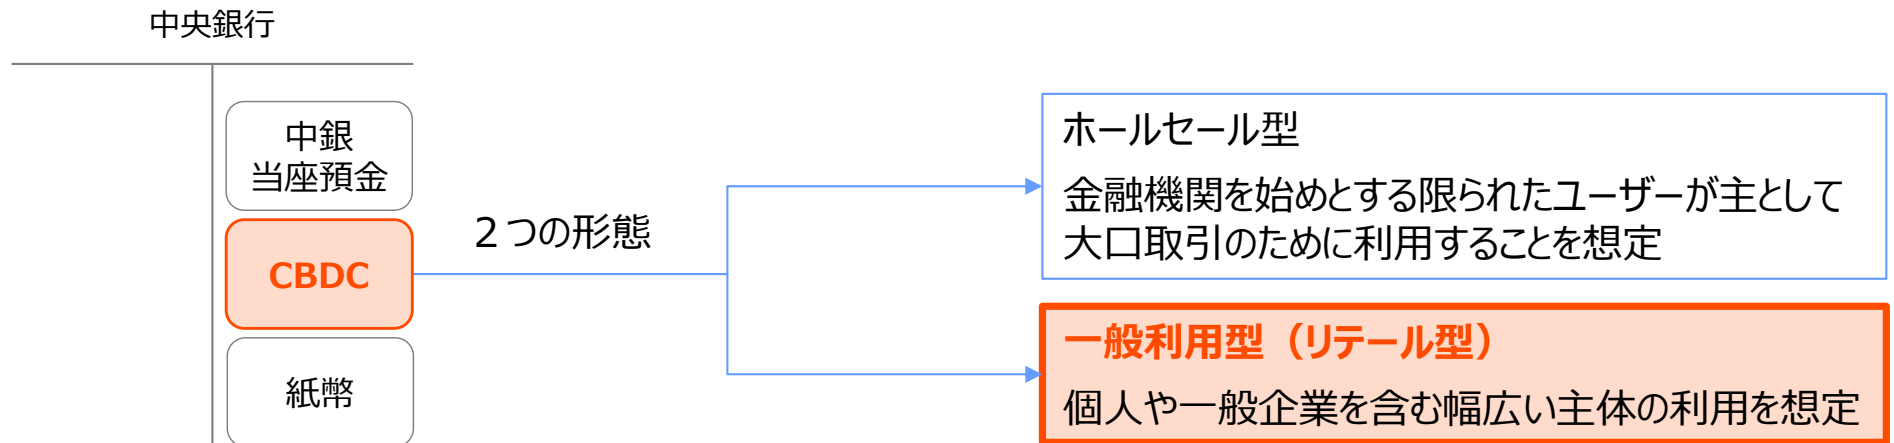 中央銀行
中銀
当座預金
CBDC
紙幣
2つの形態
ホールセール型
金融機関を始めとする限られたユーザーが主として
大口取引のために利用することを想定
一般利用型(リテール型)
個人や一般企業を含む幅広い主体の利用を想定